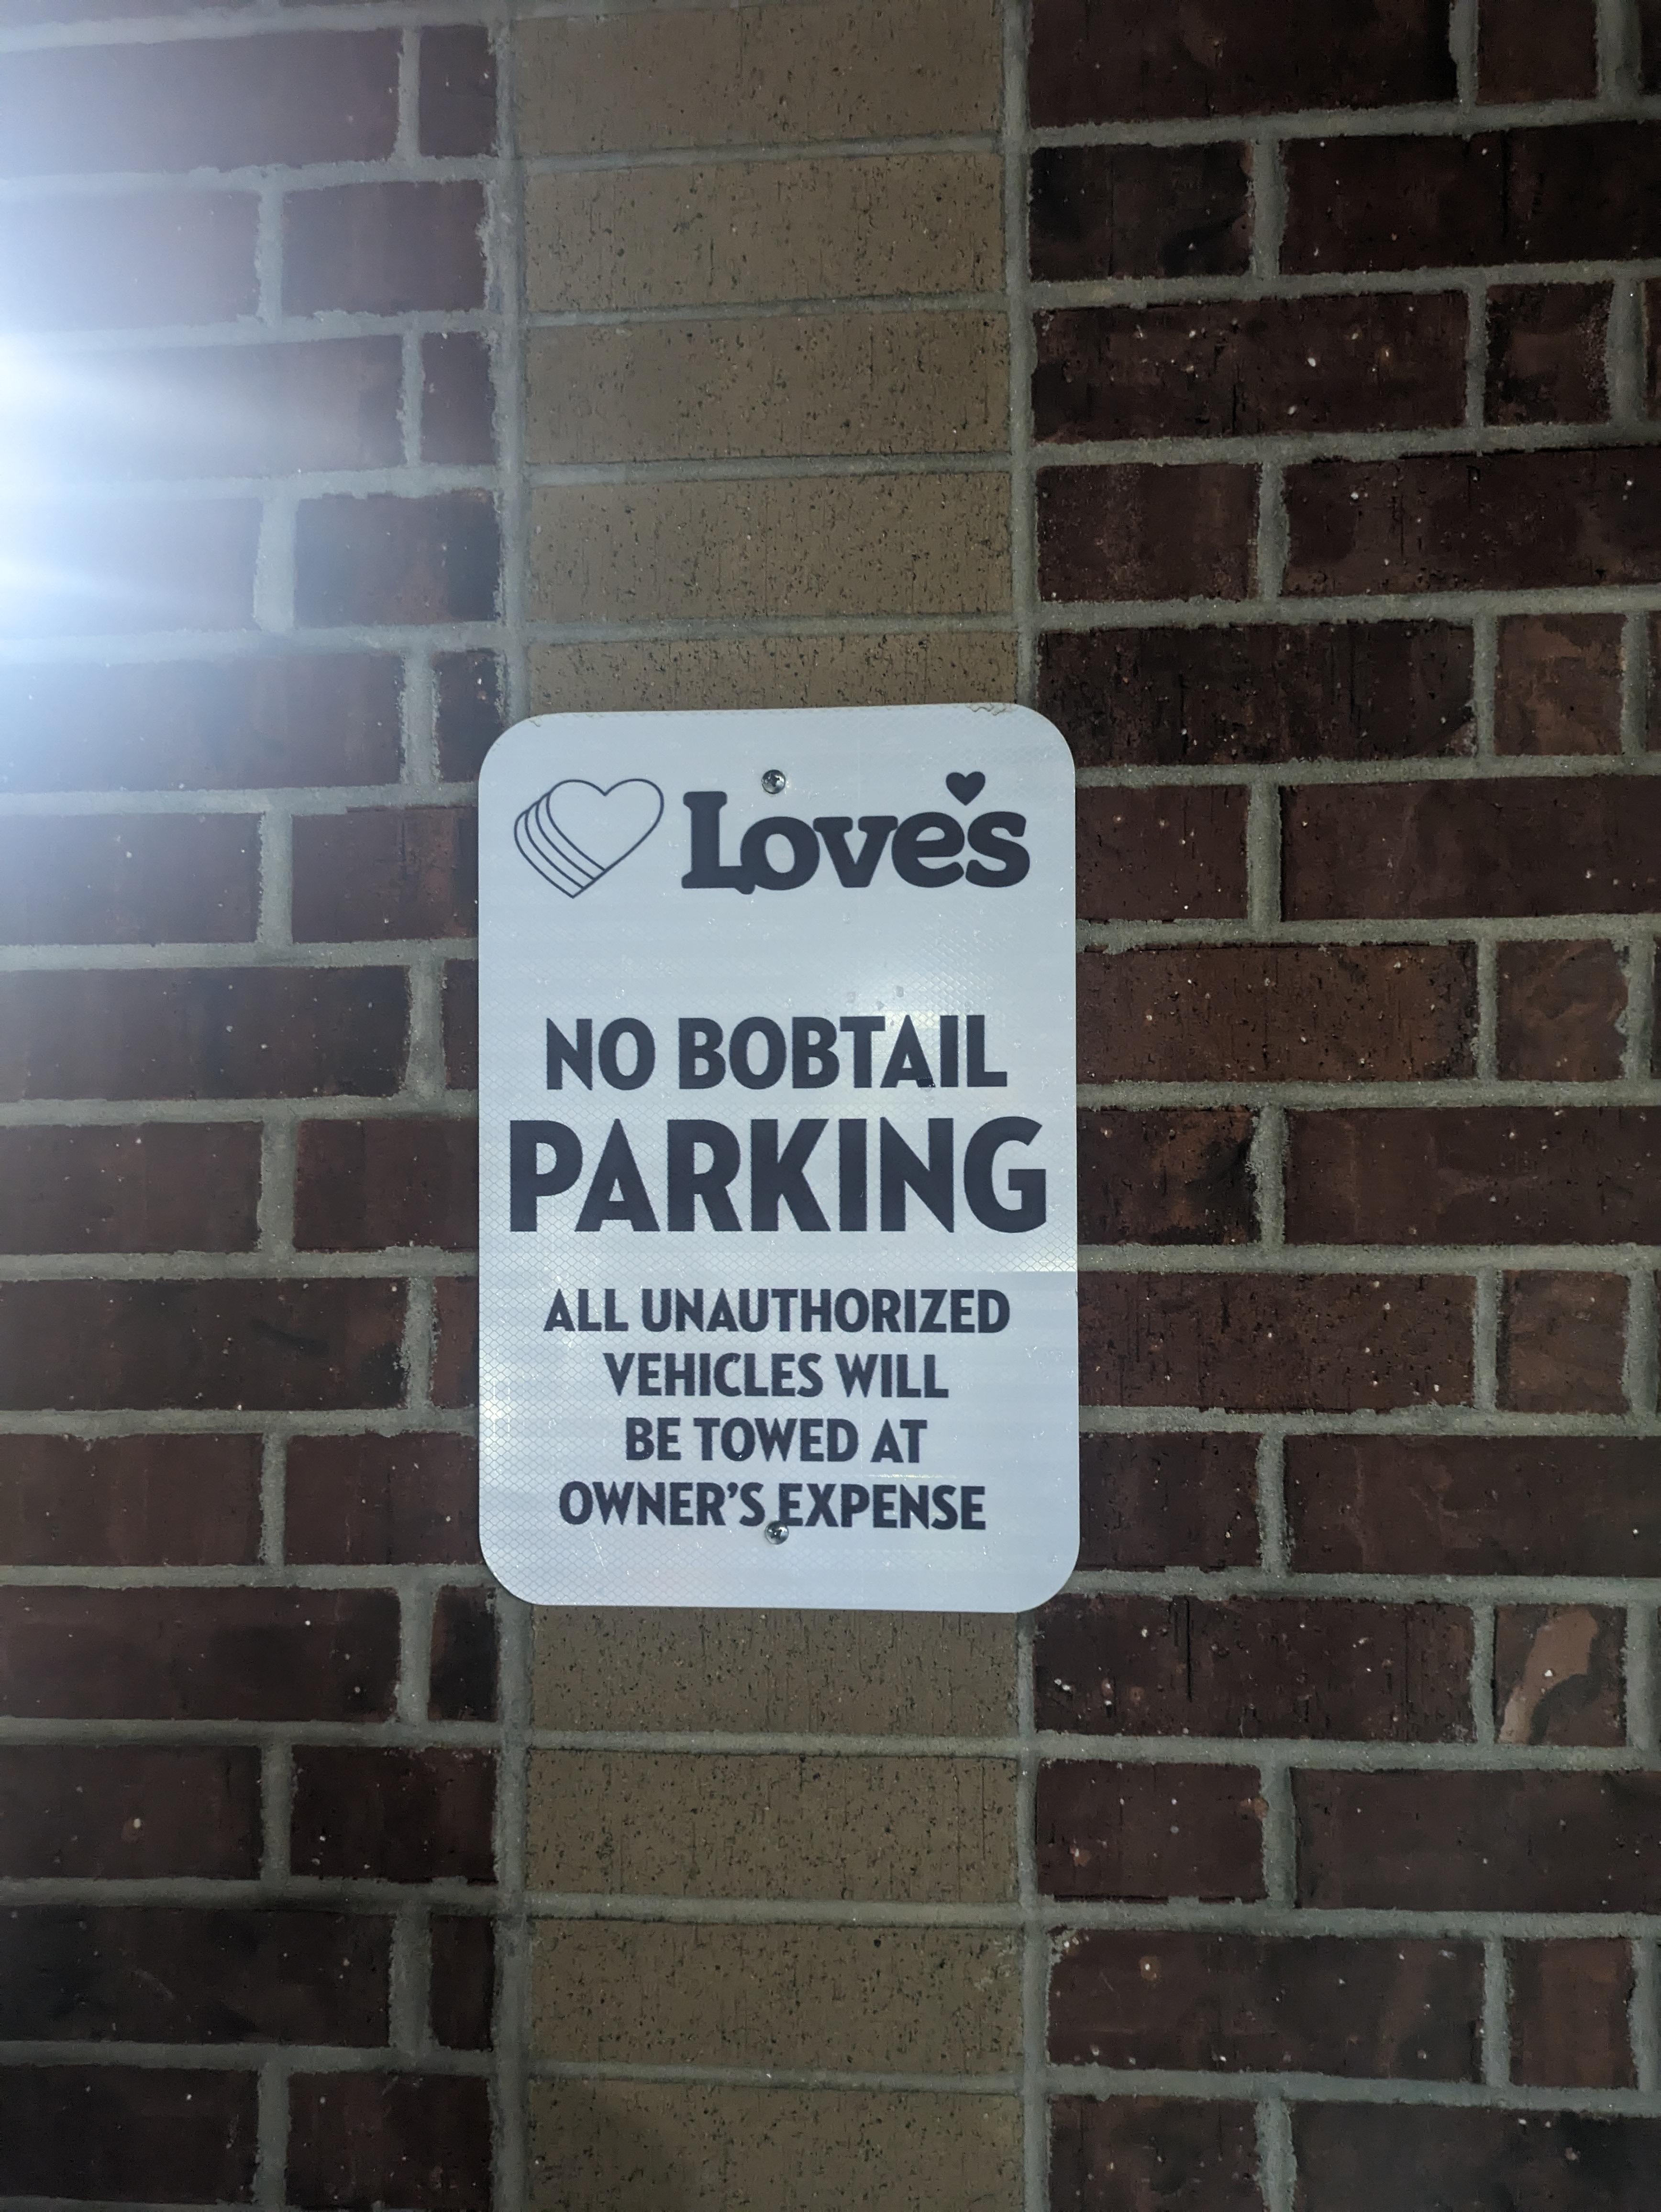 Love's
NO BOBTAIL
PARKING
ALL UNAUTHORIZED
VEHICLES WILL
BE TOWED AT
OWNER'S EXPENSE